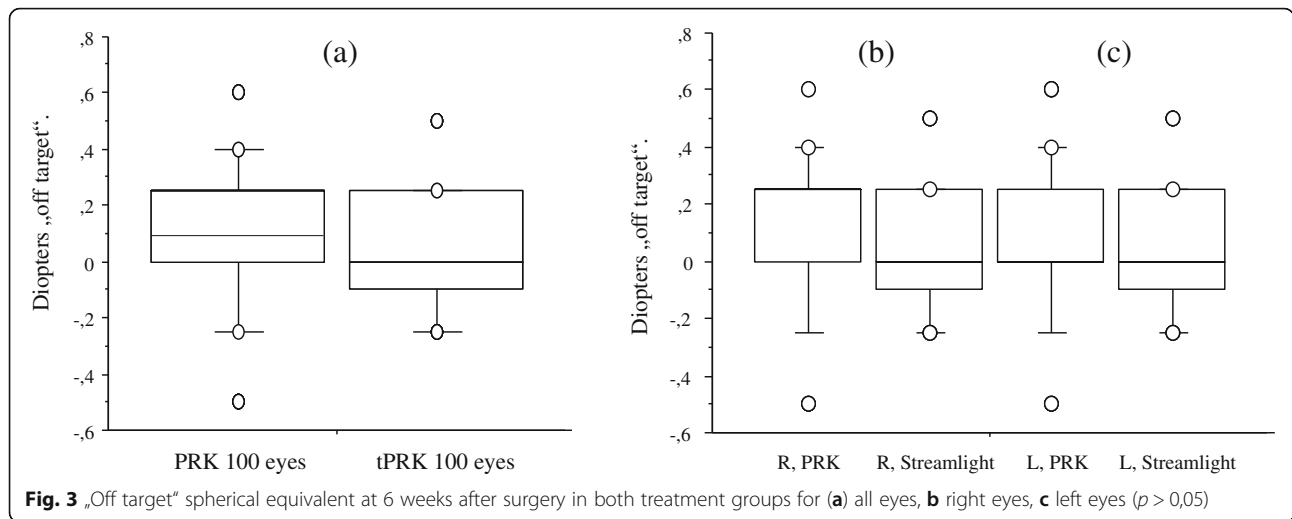 (a)
(b)
(c)
Diopters „off target“.
,8
,6
,4
,2
0
-,2
-,4
-,6
PRK 100 eyes
tPRK 100 eyes
Diopters „off target“.
,8
,6
,4
,2
0
-,2
-,4
-,6
R, PRK
R, Streamlight
L, PRK
L, Streamlight
Fig. 3 „Off target“ spherical equivalent at 6 weeks after surgery in both treatment groups for (a) all eyes, b right eyes, c left eyes (p > 0,05)